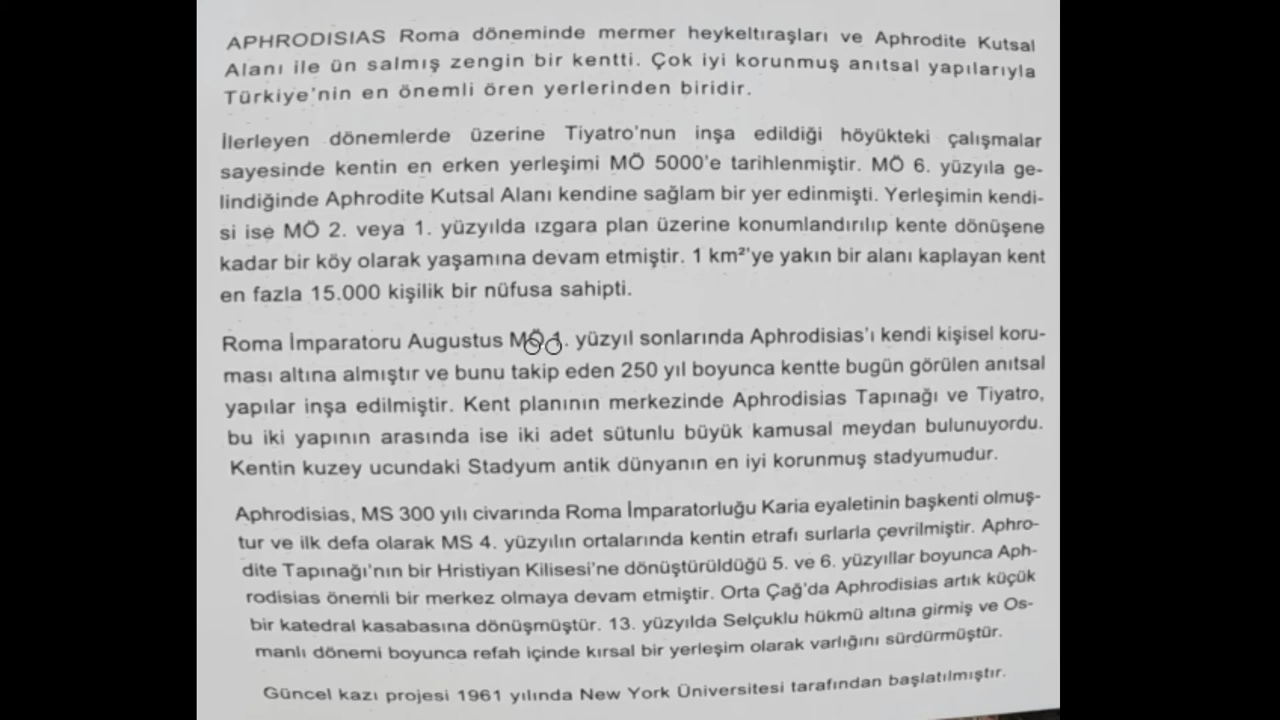 APHRODISIAS Roma döneminde mermer heykeltıraşları ve Aphrodite Kutsal
Alanı ile ün salmış zengin bir kentti. Çok iyi korunmuş anıtsal yapılarıyla
Türkiye'nin en önemli ören yerlerinden biridir.
İlerleyen dönemlerde üzerine Tiyatro'nun inşa edildiği höyükteki çalışmalar
sayesinde kentin en erken yerleşimi MÖ 5000'e tarihlenmiştir. MÖ 6. yüzyıla ge-
lindiğinde Aphrodite Kutsal Alanı kendine sağlam bir yer edinmişti. Yerleşimin kendi-
si ise MÖ 2. veya 1. yüzyılda ızgara plan üzerine konumlandırılıp kente dönüşene
kadar bir köy olarak yaşamına devam etmiştir. 1 km²'ye yakın bir alanı kaplayan kent
en fazla 15.000 kişilik bir nüfusa sahipti.
Roma İmparatoru Augustus MÖ 1. yüzyıl sonlarında Aphrodisias'ı kendi kişisel koru-
ması altına almıştır ve bunu takip eden 250 yıl boyunca kentte bugün görülen anıtsal
yapılar inşa edilmiştir. Kent planının merkezinde Aphrodisias Tapınağı ve Tiyatro,
bu iki yapının arasında ise iki adet sütunlu büyük kamusal meydan bulunuyordu.
Kentin kuzey ucundaki Stadyum antik dünyanın en iyi korunmuş stadyumudur.
Aphrodisias, MS 300 yılı civarında Roma İmparatorluğu Karia eyaletinin başkenti olmuş-
tur ve ilk defa olarak MS 4. yüzyılın ortalarında kentin etrafı surlarla çevrilmiştir. Aphro-
dite Tapınağı'nın bir Hristiyan Kilisesi'ne dönüştürüldüğü 5. ve 6. yüzyıllar boyunca Aph-
rodisias önemli bir merkez olmaya devam etmiştir. Orta Çağ'da Aphrodisias artık küçük
bir katedral kasabasına dönüşmüştür. 13. yüzyılda Selçuklu hükmü altına girmiş ve Os-
manlı dönemi boyunca refah içinde kırsal bir yerleşim olarak varlığını sürdürmüştür.
Güncel kazı projesi 1961 yılında New York Üniversitesi tarafından başlatılmıştır.